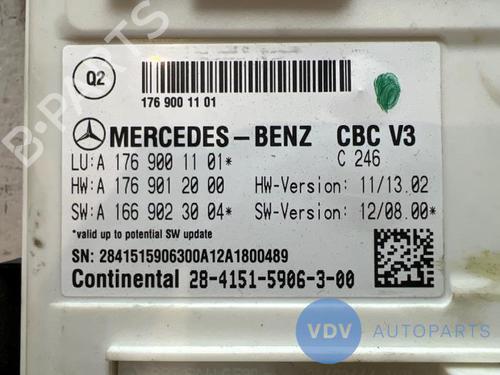 Q2
176 900 11 01
MERCEDES-BENZ CBC V3
LU: A 176 900 11 01* C 246
HW: A 176 901 20 00 HW-Version: 11/13.02
SW: A 166 902 30 04* SW-Version: 12/08.00*
*valid up to potential SW update
SN: 2841515906300A12A1800489
Continental 28-4151-5906-3-00
VDV AUTOPARTS
B-PARTS